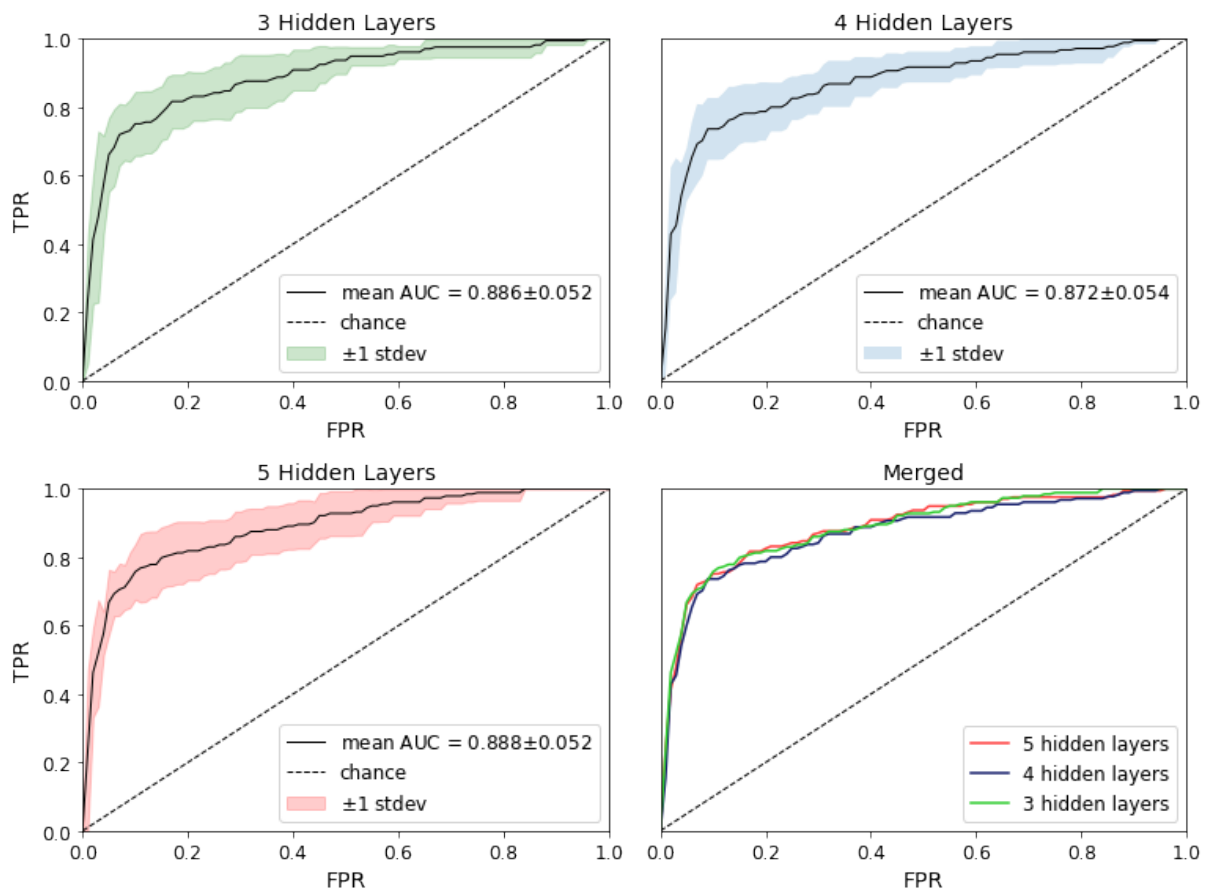 3 Hidden Layers
1.0
0.8
0.6
0.4
0.2
0.0
TPR
mean AUC = 0.886±0.052
chance
±1 stdev
0.0 0.2 0.4 0.6 0.8 1.0
FPR
4 Hidden Layers
mean AUC = 0.872±0.054
chance
±1 stdev
0.0 0.2 0.4 0.6 0.8 1.0
FPR
5 Hidden Layers
1.0
0.8
0.6
0.4
0.2
0.0
TPR
mean AUC = 0.888±0.052
chance
±1 stdev
0.0 0.2 0.4 0.6 0.8 1.0
FPR
Merged
5 hidden layers
4 hidden layers
3 hidden layers
0.0 0.2 0.4 0.6 0.8 1.0
FPR